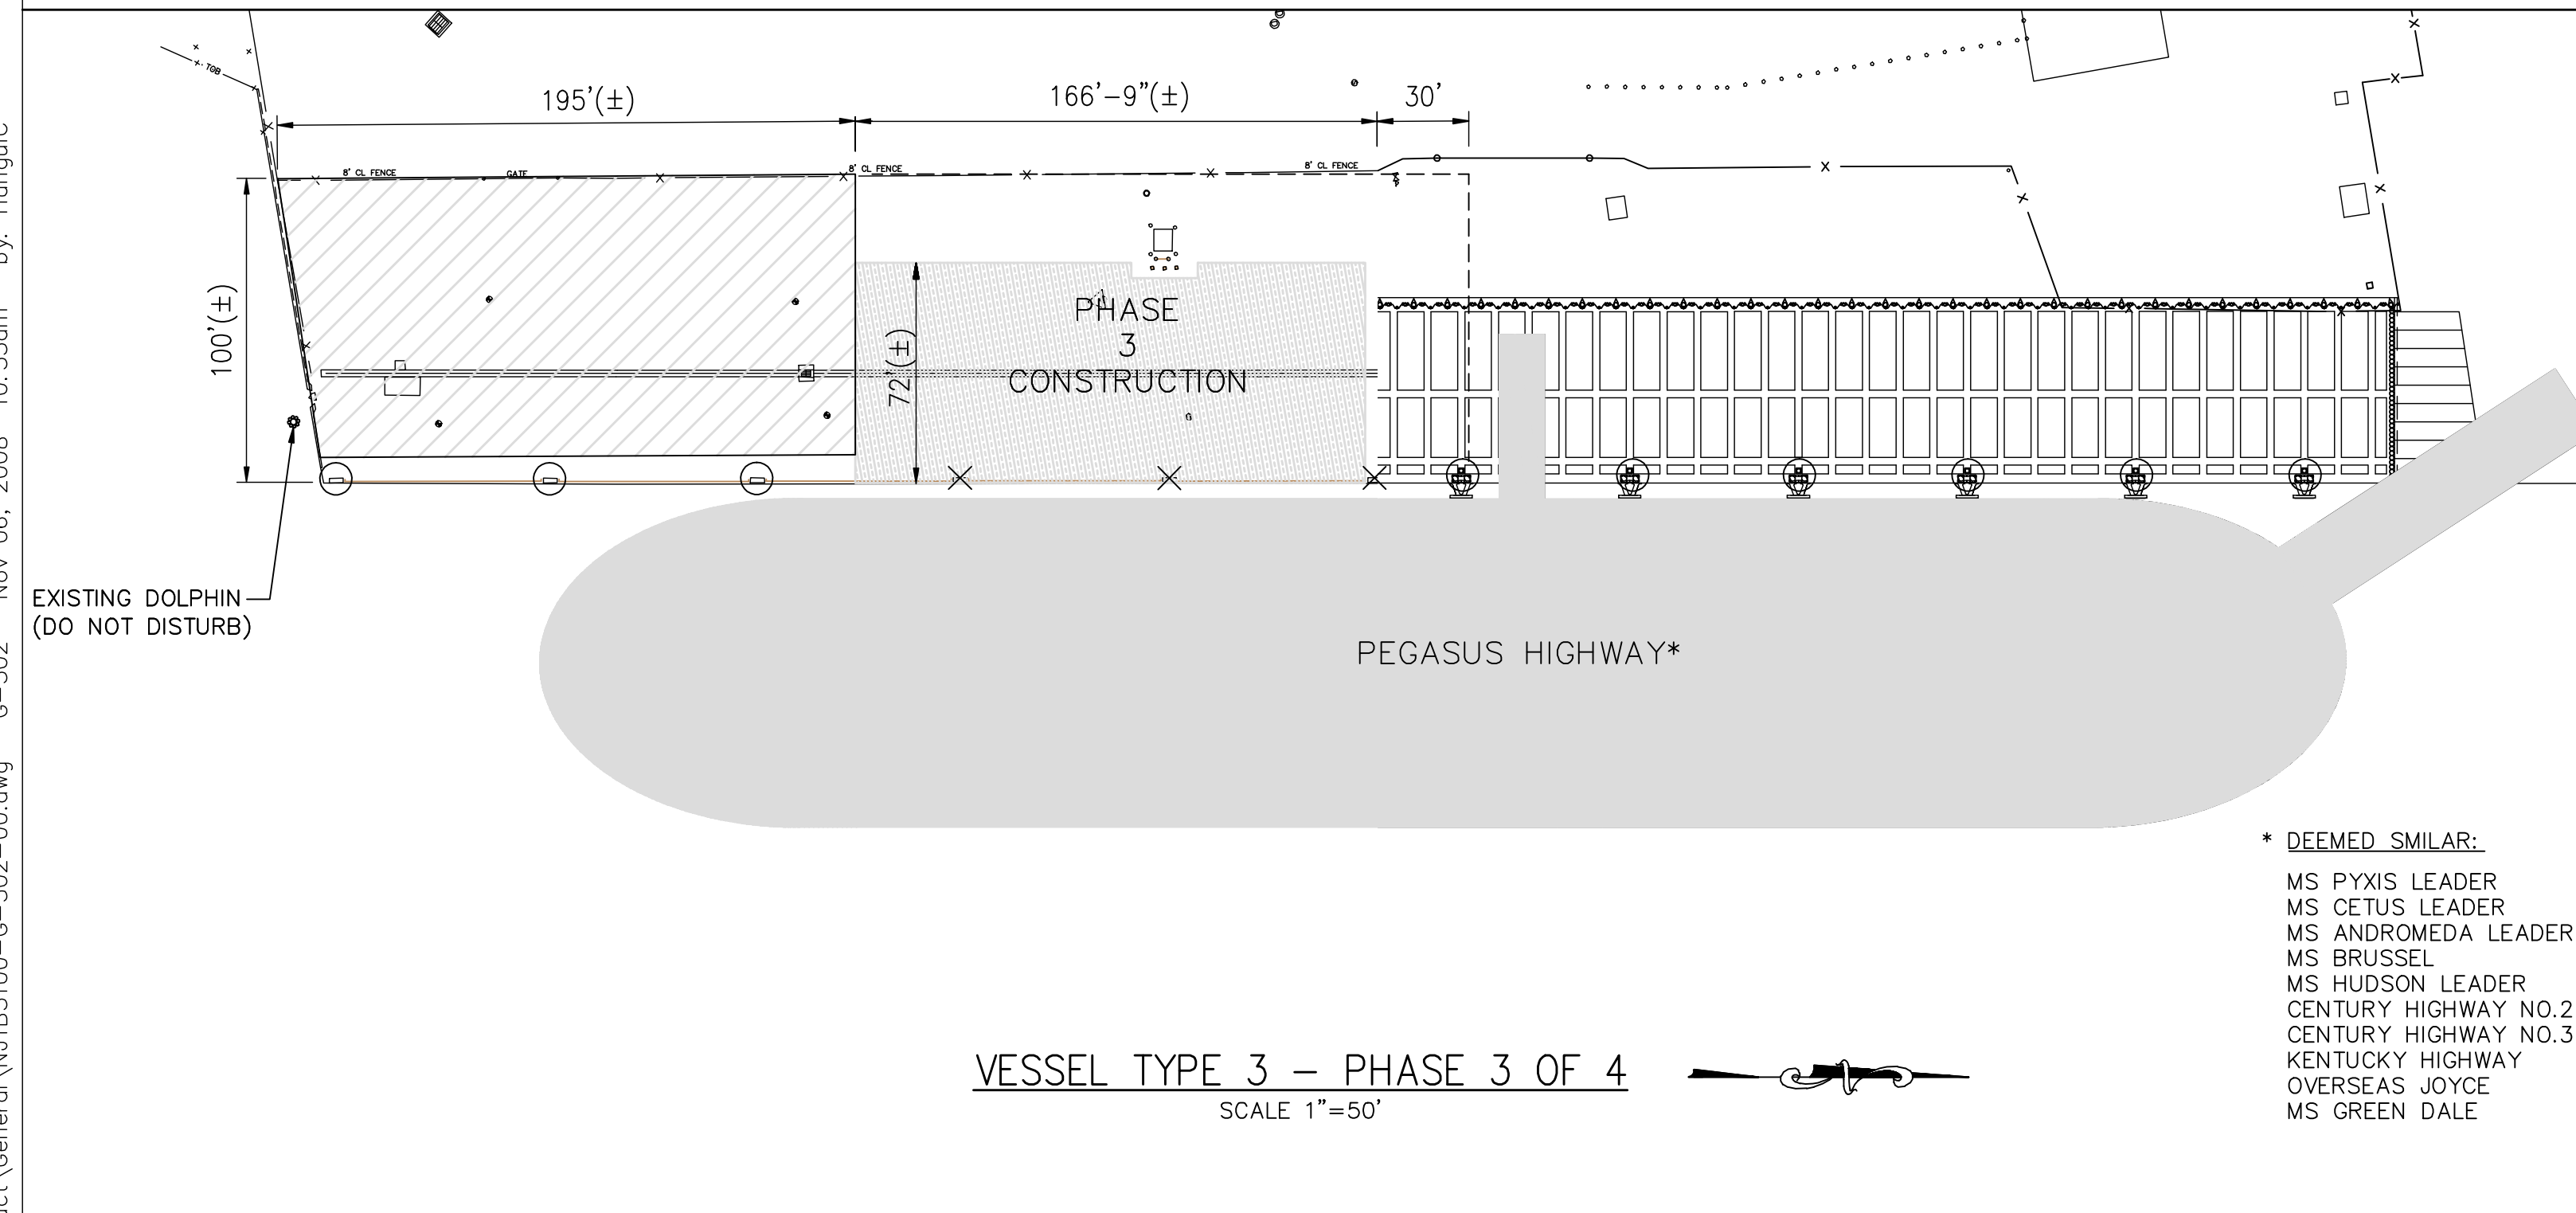 TOB
195'(±)
166'-9"(±)
30'
8' CL FENCE
GATE
8' CL FENCE
8' CL FENCE
100'(±)
72'(±)
PHASE
3
CONSTRUCTION
EXISTING DOLPHIN
(DO NOT DISTURB)
PEGASUS HIGHWAY*
* DEEMED SMILAR:
MS PYXIS LEADER
MS CETUS LEADER
MS ANDROMEDA LEADER
MS BRUSSEL
MS HUDSON LEADER
CENTURY HIGHWAY NO.2
CENTURY HIGHWAY NO.3
KENTUCKY HIGHWAY
OVERSEAS JOYCE
MS GREEN DALE
VESSEL TYPE 3 - PHASE 3 OF 4
SCALE 1"=50'